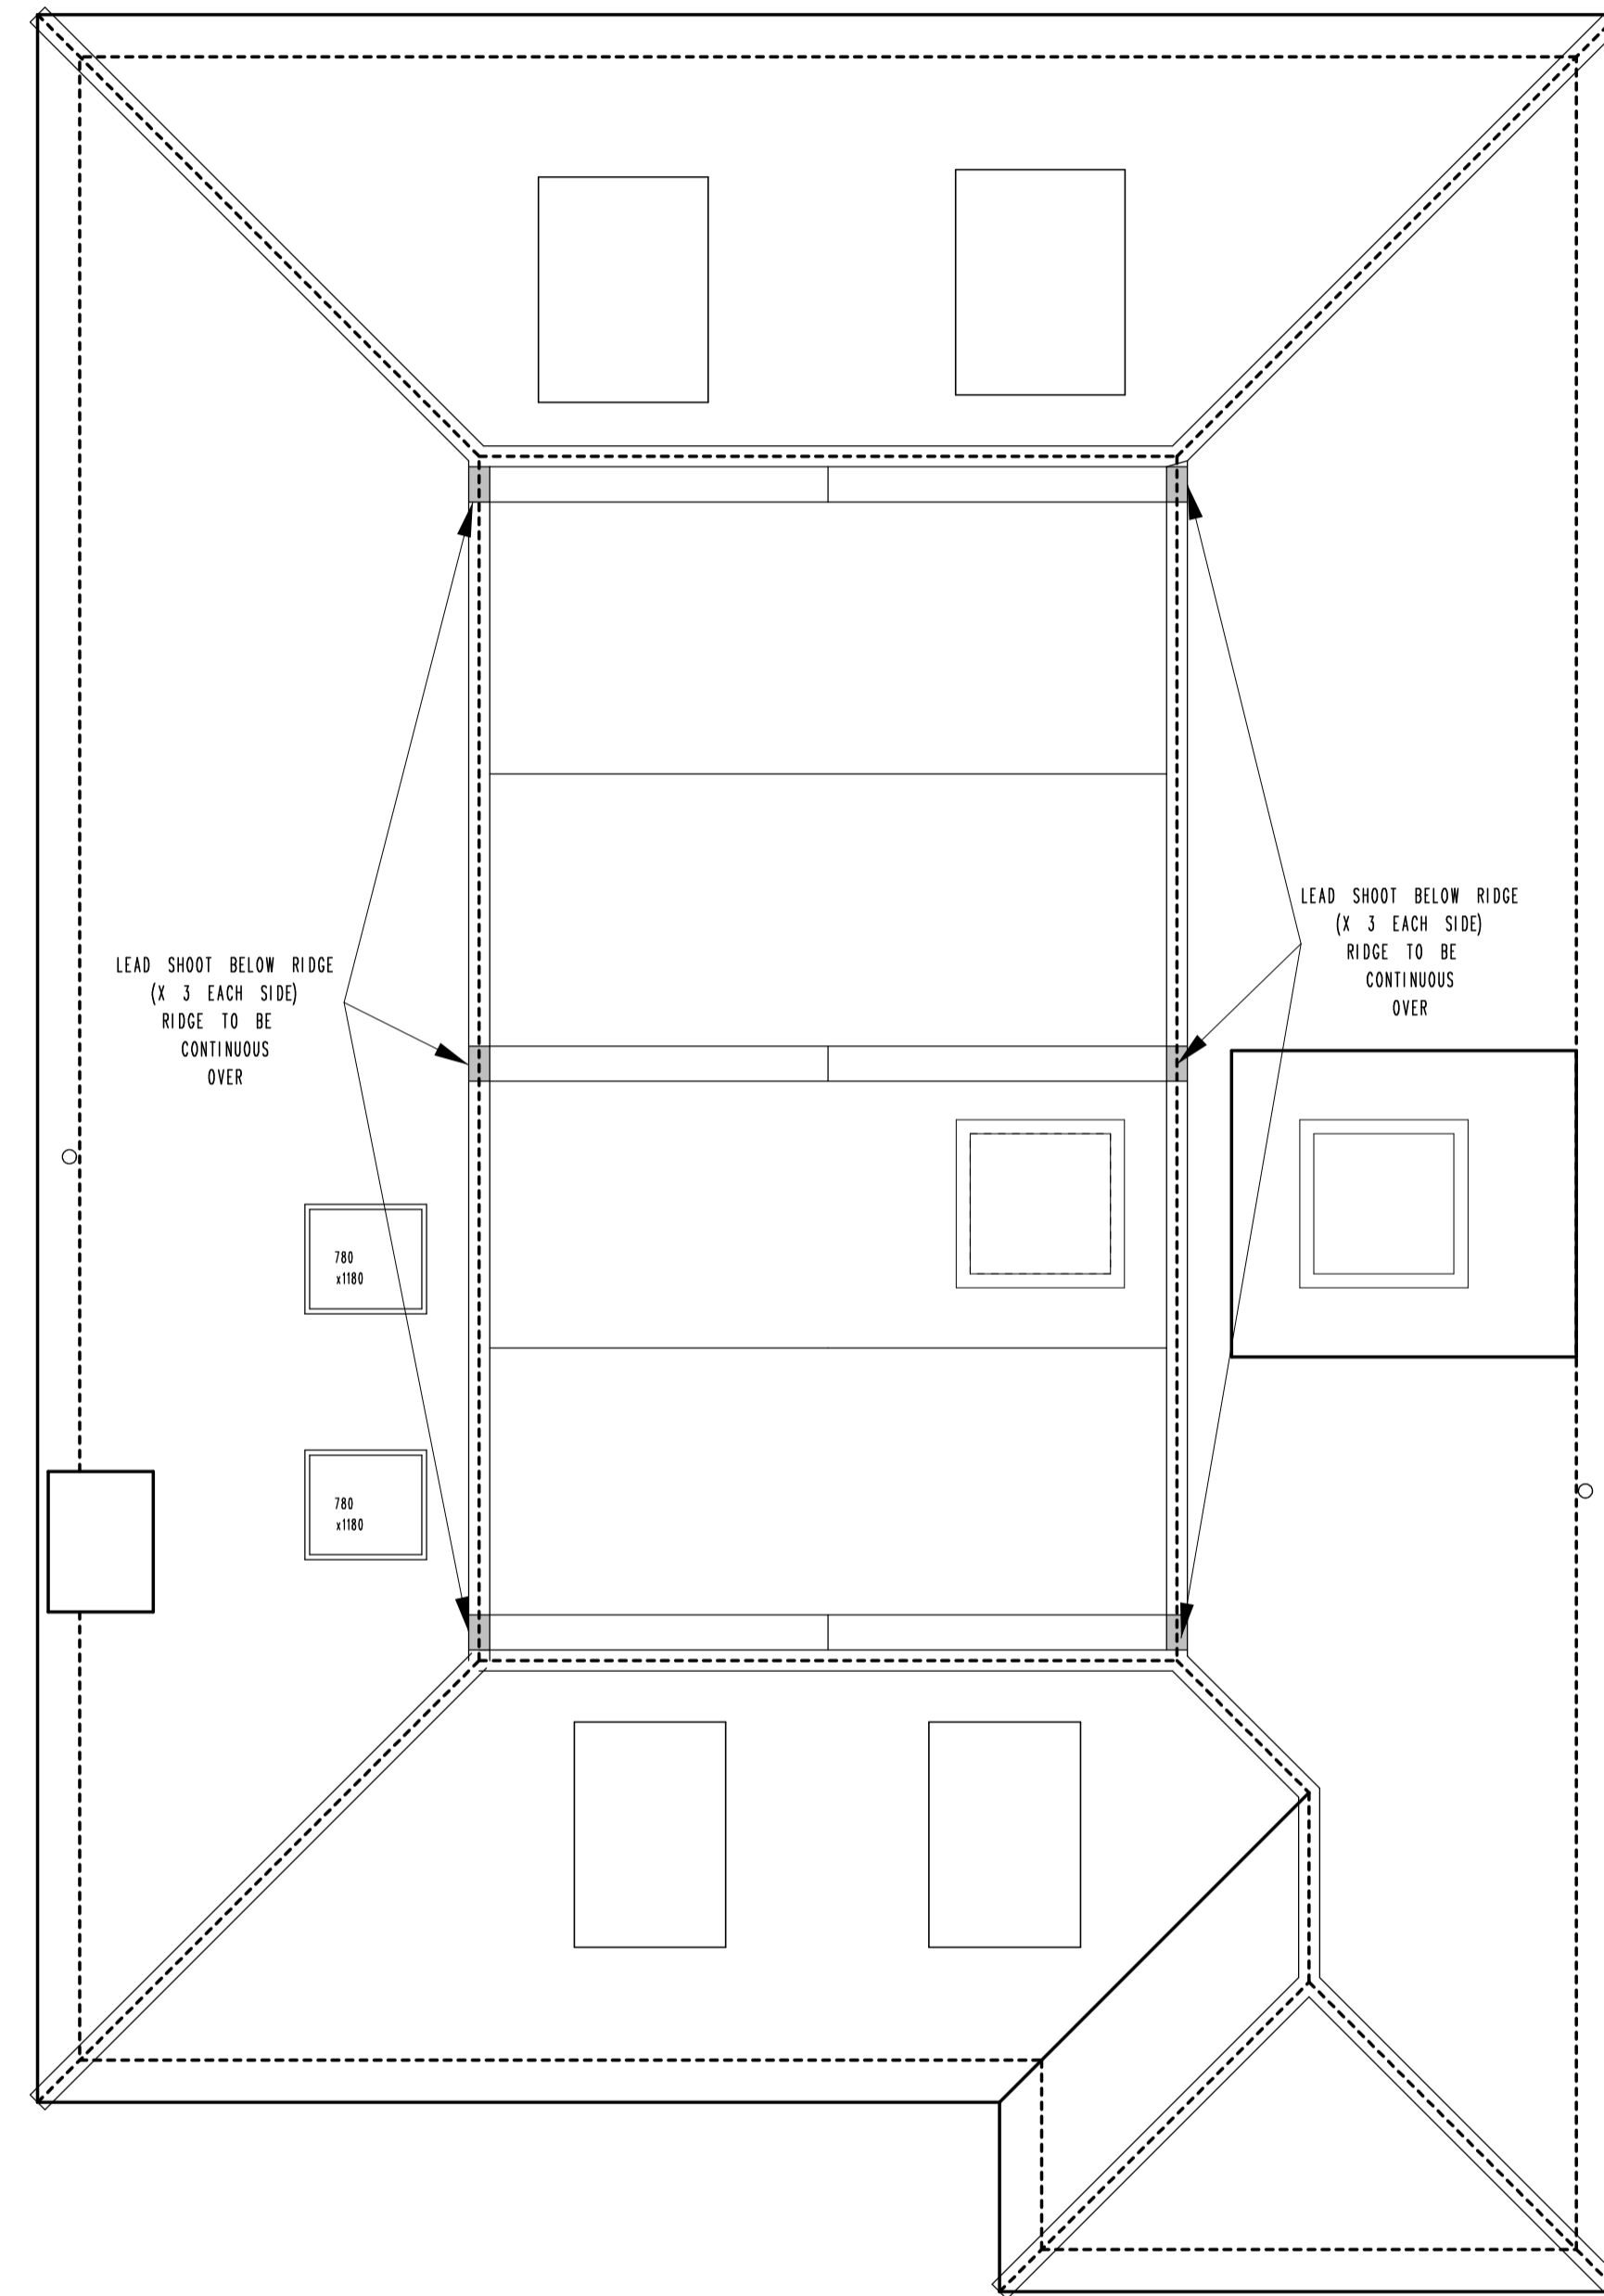 LEAD SHOOT BELOW RIDGE
(X 3 EACH SIDE)
RIDGE TO BE
CONTINUOUS
OVER
LEAD SHOOT BELOW RIDGE
(X 3 EACH SIDE)
RIDGE TO BE
CONTINUOUS
OVER
780
x1180
780
x1180